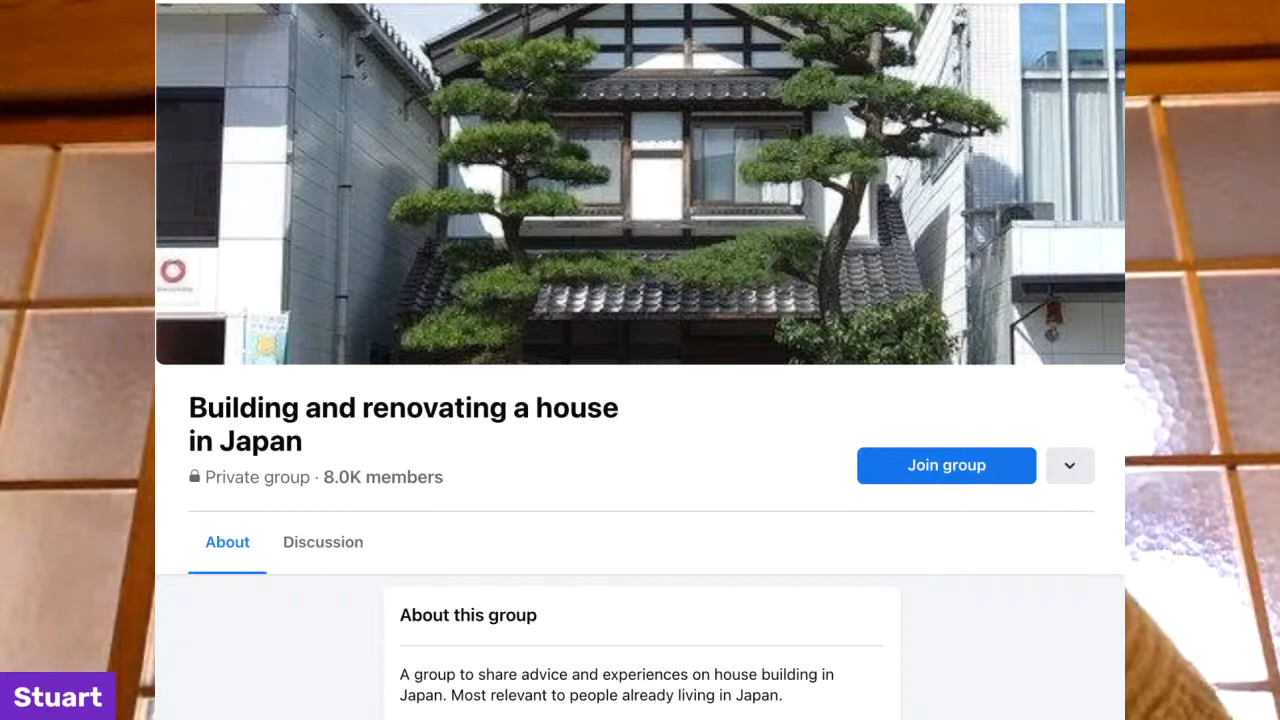 Building and renovating a house
in Japan
Private group · 8.0K members
Join group
About
Discussion
About this group
A group to share advice and experiences on house building in
Japan. Most relevant to people already living in Japan.
Stuart